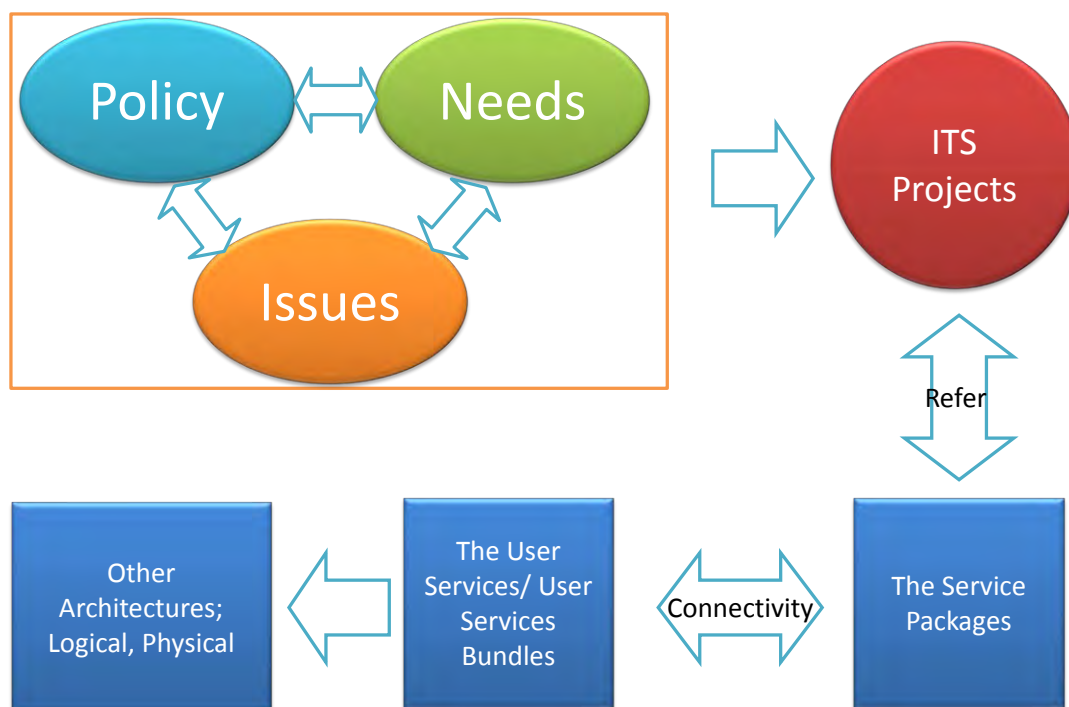 Policy
Needs
Issues
ITS
Projects
Refer
Other
Architectures;
Logical, Physical
The User
Services/ User
Services
Bundles
Connectivity
The Service
Packages